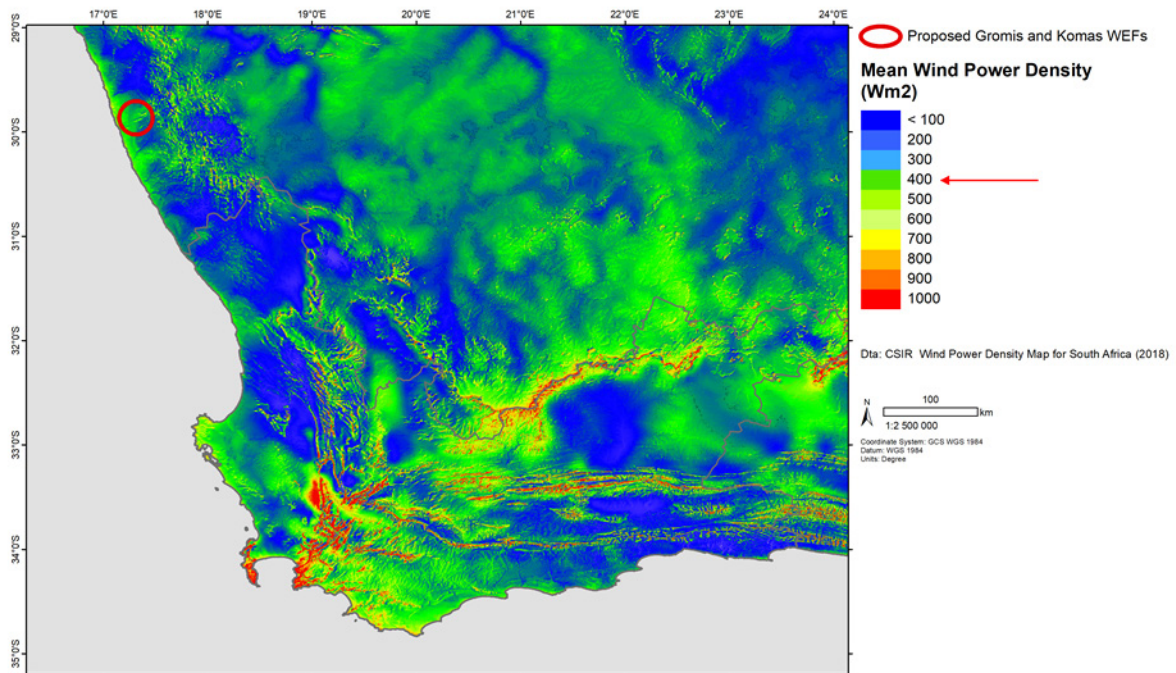 17°0'E 18°0'E 19°0'E 20°0'E 21°0'E 22°0'E 23°0'E 24°0'E
29°0'S
30°0'S
31°0'S
32°0'S
33°0'S
34°0'S
35°0'S
Proposed Gromis and Komas WEFs
Mean Wind Power Density
(Wm2)
< 100
200
300
400
500
600
700
800
900
1000
Dta: CSIR Wind Power Density Map for South Africa (2018)
N
100
km
1:2 500 000
Coordinate System: GCS WGS 1984
Datum: WGS 1984
Units: Degree